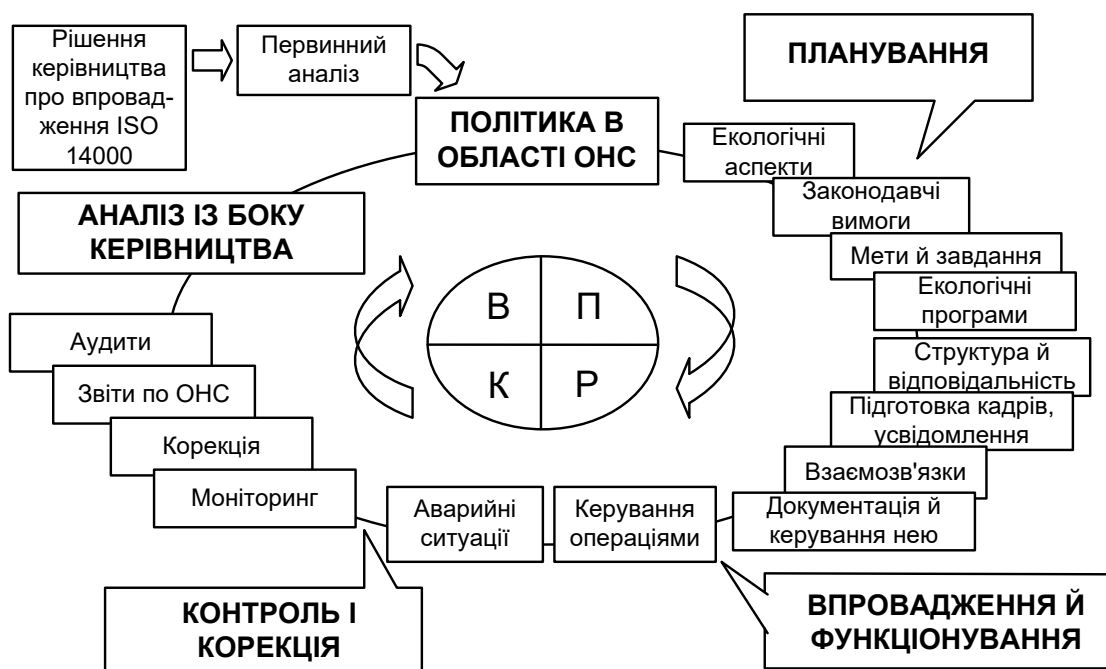 Рішення
керівництва
про впровад-
ження ISO
14000
Первинний
аналіз
ПЛАНУВАННЯ
ПОЛІТИКА В
ОБЛАСТІ ОНС
Екологічні
аспекти
Законодавчі
вимоги
Мети й завдання
Екологічні
програми
Структура й
відповідальність
Підготовка кадрів,
усвідомлення
Взаємозв'язки
Документація й
керування нею
АНАЛІЗ ІЗ БОКУ
КЕРІВНИЦТВА
В П
К Р
Аудити
Звіти по ОНС
Корекція
Моніторинг
Аварийні
ситуації
Керування
операціями
КОНТРОЛЬ І
КОРЕКЦІЯ
ВПРОВАДЖЕННЯ Й
ФУНКЦІОНУВАННЯ